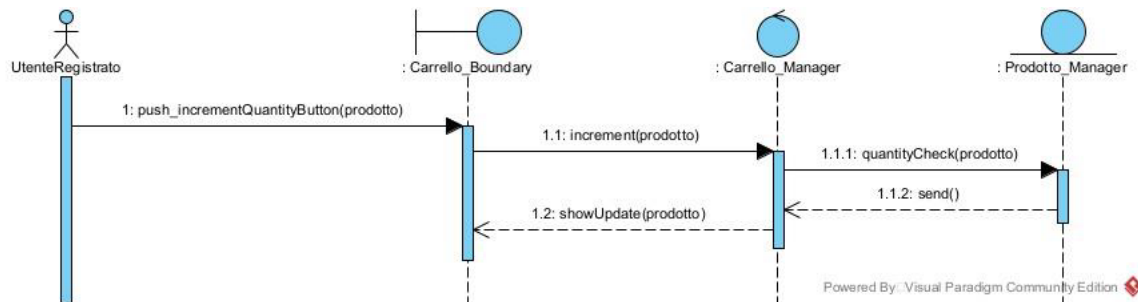 UtenteRegistrato
: Carrello_Boundary
: Carrello_Manager
: Prodotto_Manager
1: push_incrementQuantityButton(prodotto)
1.1: increment(prodotto)
1.1.1: quantityCheck(prodotto)
1.1.2: send()
1.2: showUpdate(prodotto)
Powered By Visual Paradigm Community Edition